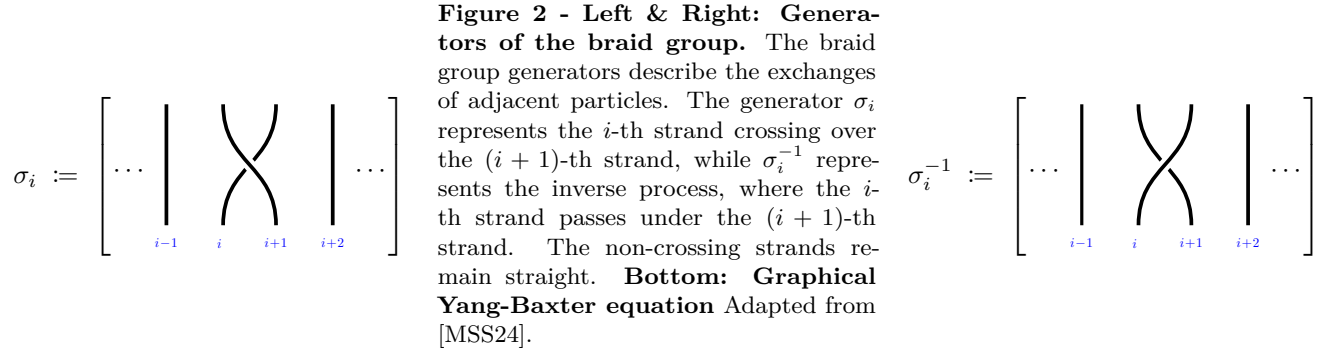 σ_i := [ ⋯ ⋯ ]
i−1 i i+1 i+2
Figure 2 - Left & Right: Genera-
tors of the braid group. The braid
group generators describe the exchanges
of adjacent particles. The generator σ_i
represents the i-th strand crossing over
the (i + 1)-th strand, while σ_i^{-1} repre-
sents the inverse process, where the i-
th strand passes under the (i + 1)-th
strand. The non-crossing strands re-
main straight. Bottom: Graphical
Yang-Baxter equation Adapted from
[MSS24].
σ_i^{-1} := [ ⋯ ⋯ ]
i−1 i i+1 i+2